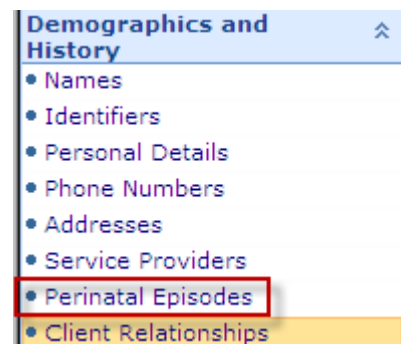 Demographics and
History
• Names
• Identifiers
• Personal Details
• Phone Numbers
• Addresses
• Service Providers
• Perinatal Episodes
• Client Relationships